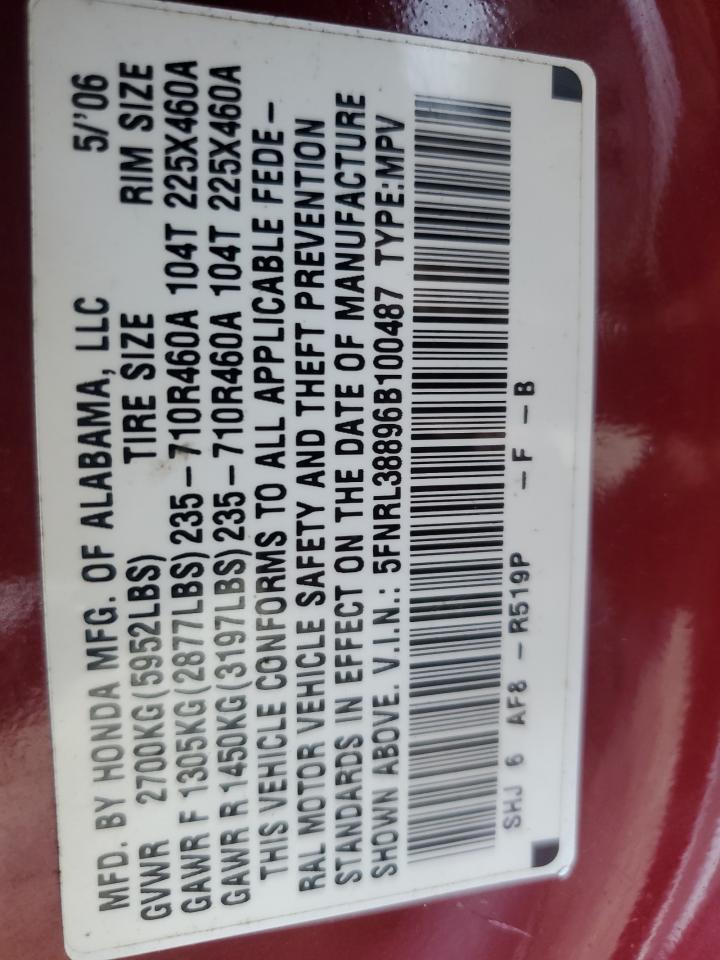 MFD. BY HONDA MFG. OF ALABAMA, LLC 5/'06
GVWR 2700KG(5952LBS) TIRE SIZE RIM SIZE
GAWR F 1305KG(2877LBS)235-710R460A 104T 225X460A
GAWR R 1450KG(3197LBS)235-710R460A 104T 225X460A
THIS VEHICLE CONFORMS TO ALL APPLICABLE FEDE-
RAL MOTOR VEHICLE SAFETY AND THEFT PREVENTION
STANDARDS IN EFFECT ON THE DATE OF MANUFACTURE
SHOWN ABOVE. V.I.N.: 5FNRL38896B100487 TYPE:MPV
SHJ 6 AF8 -R519P -F -B